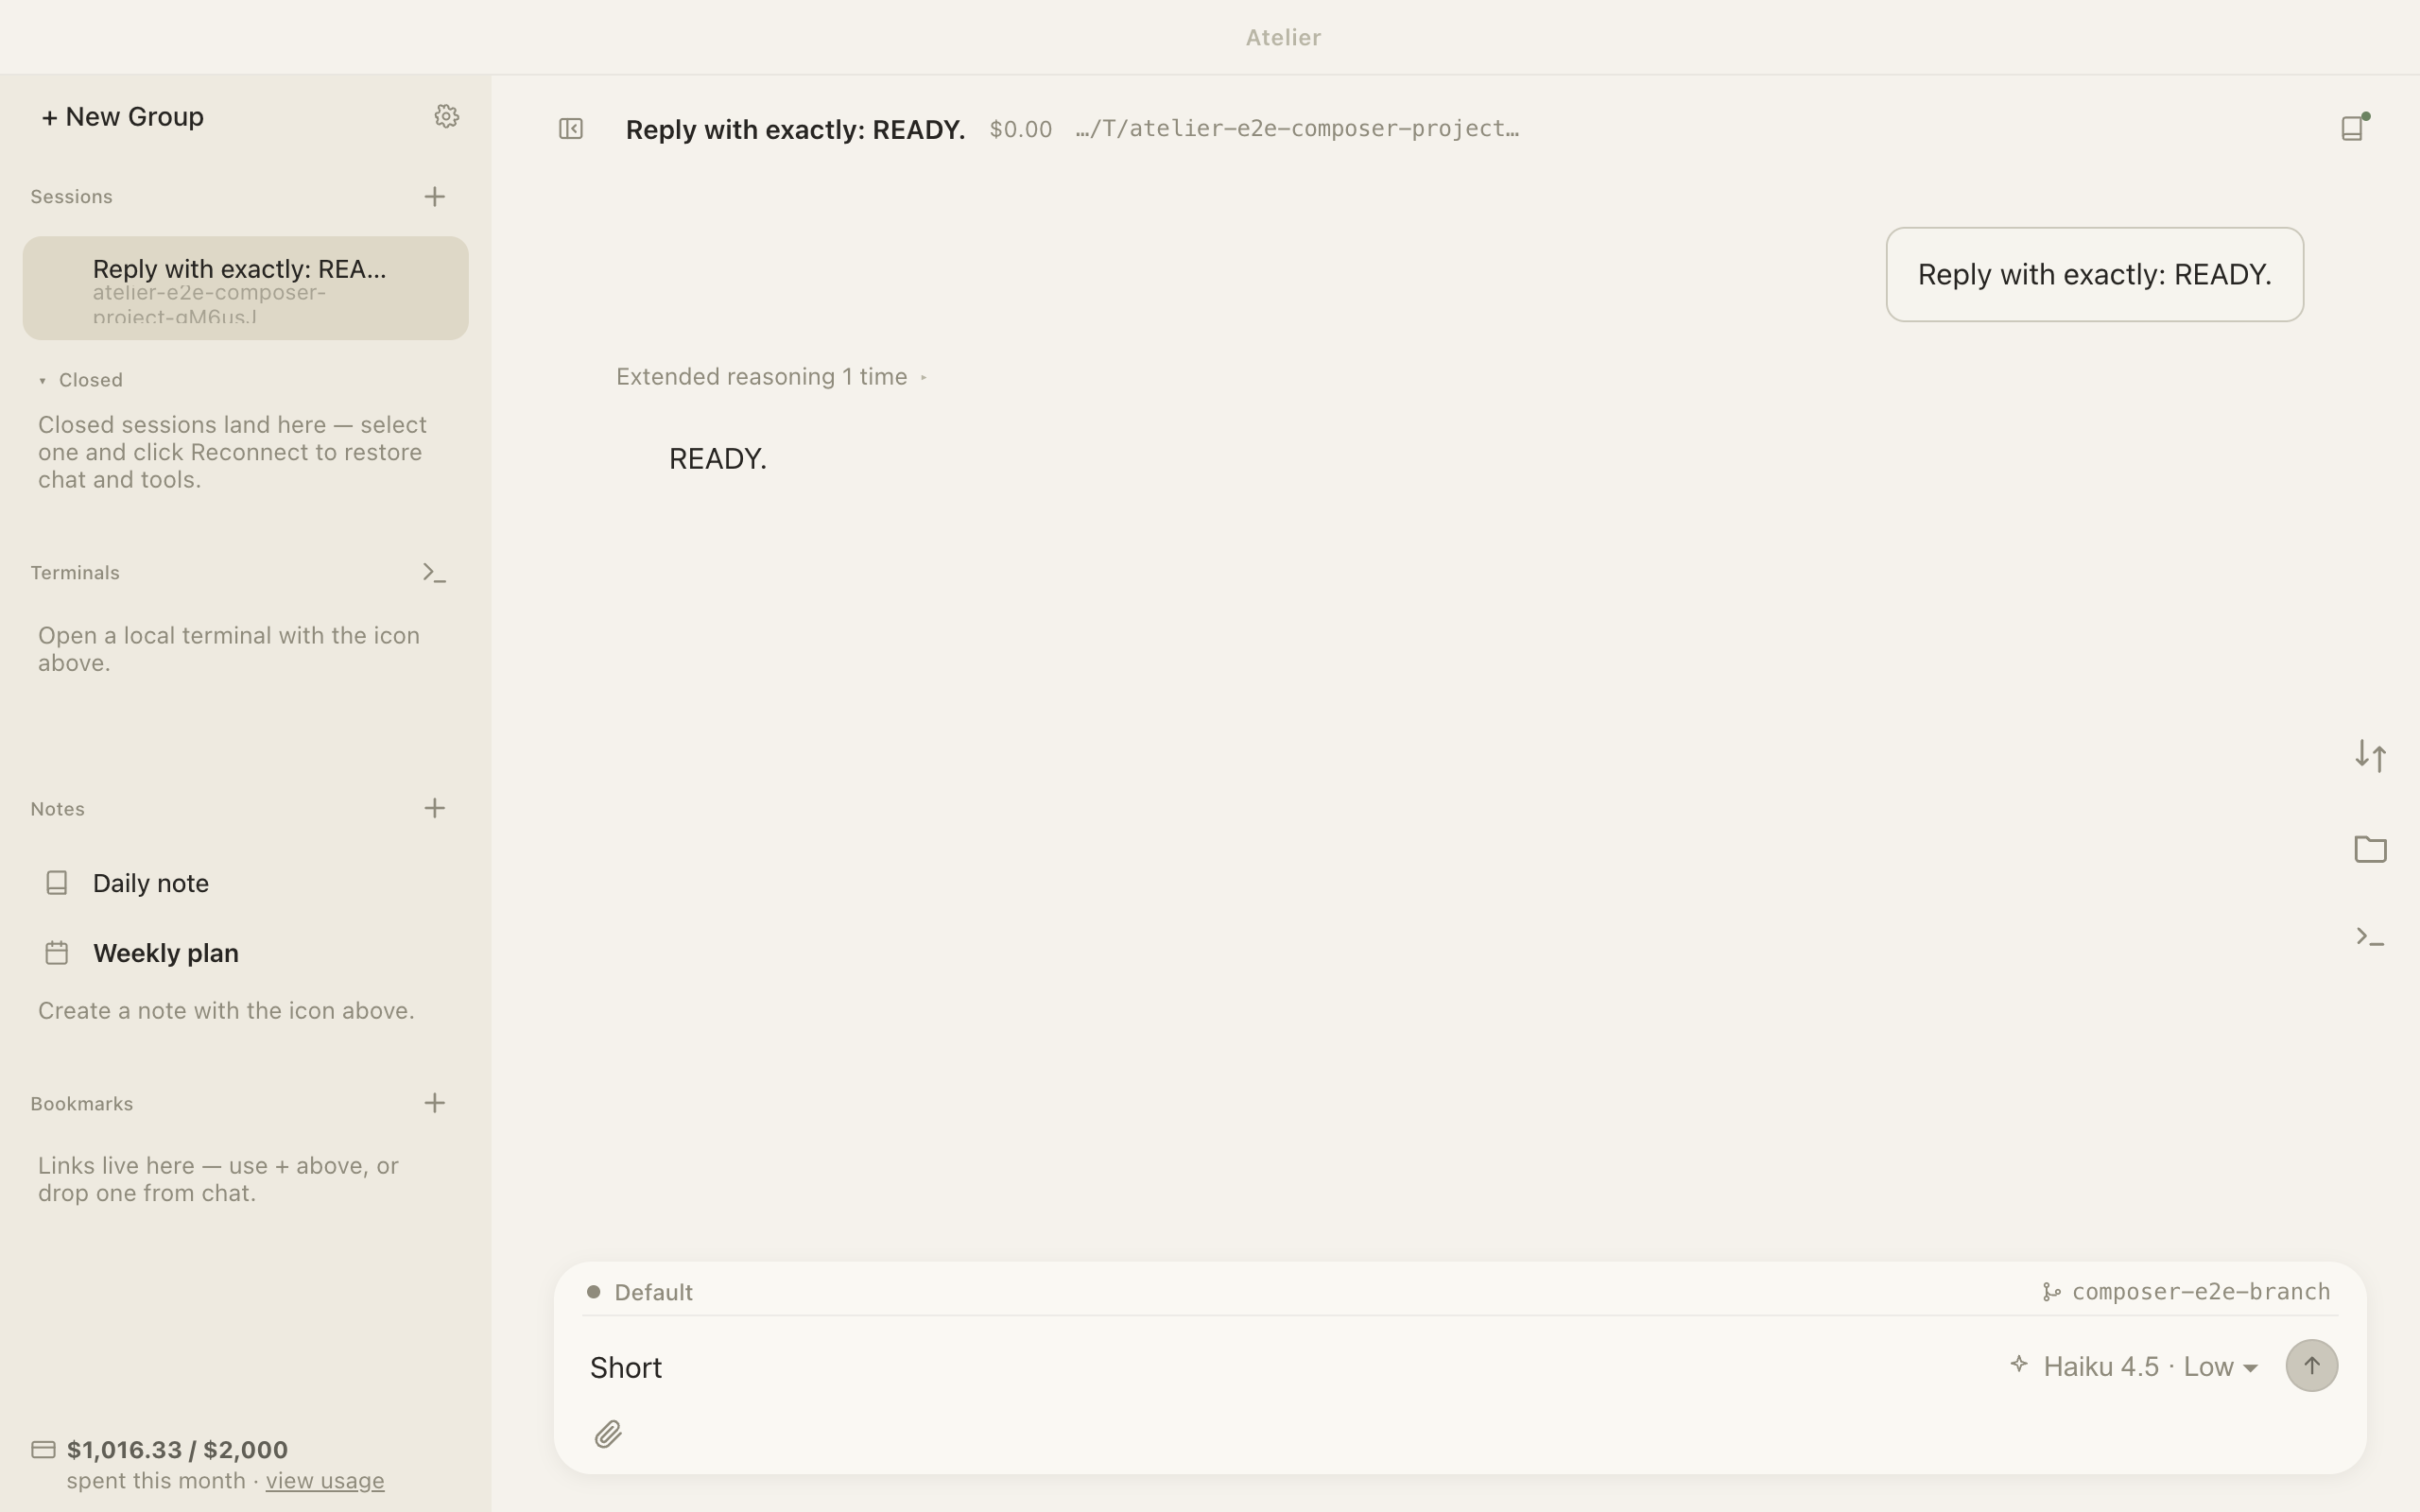 Atelier
+ New Group
Sessions
Reply with exactly: REA...
atelier-e2e-composer-
project-gM6usJ
Closed
Closed sessions land here — select
one and click Reconnect to restore
chat and tools.
Terminals
Open a local terminal with the icon
above.
Notes
Daily note
Weekly plan
Create a note with the icon above.
Bookmarks
Links live here — use + above, or
drop one from chat.
$1,016.33 / $2,000
spent this month · view usage
Reply with exactly: READY. $0.00 …/T/atelier-e2e-composer-project…
Reply with exactly: READY.
Extended reasoning 1 time
READY.
Default
composer-e2e-branch
Short
Haiku 4.5 · Low